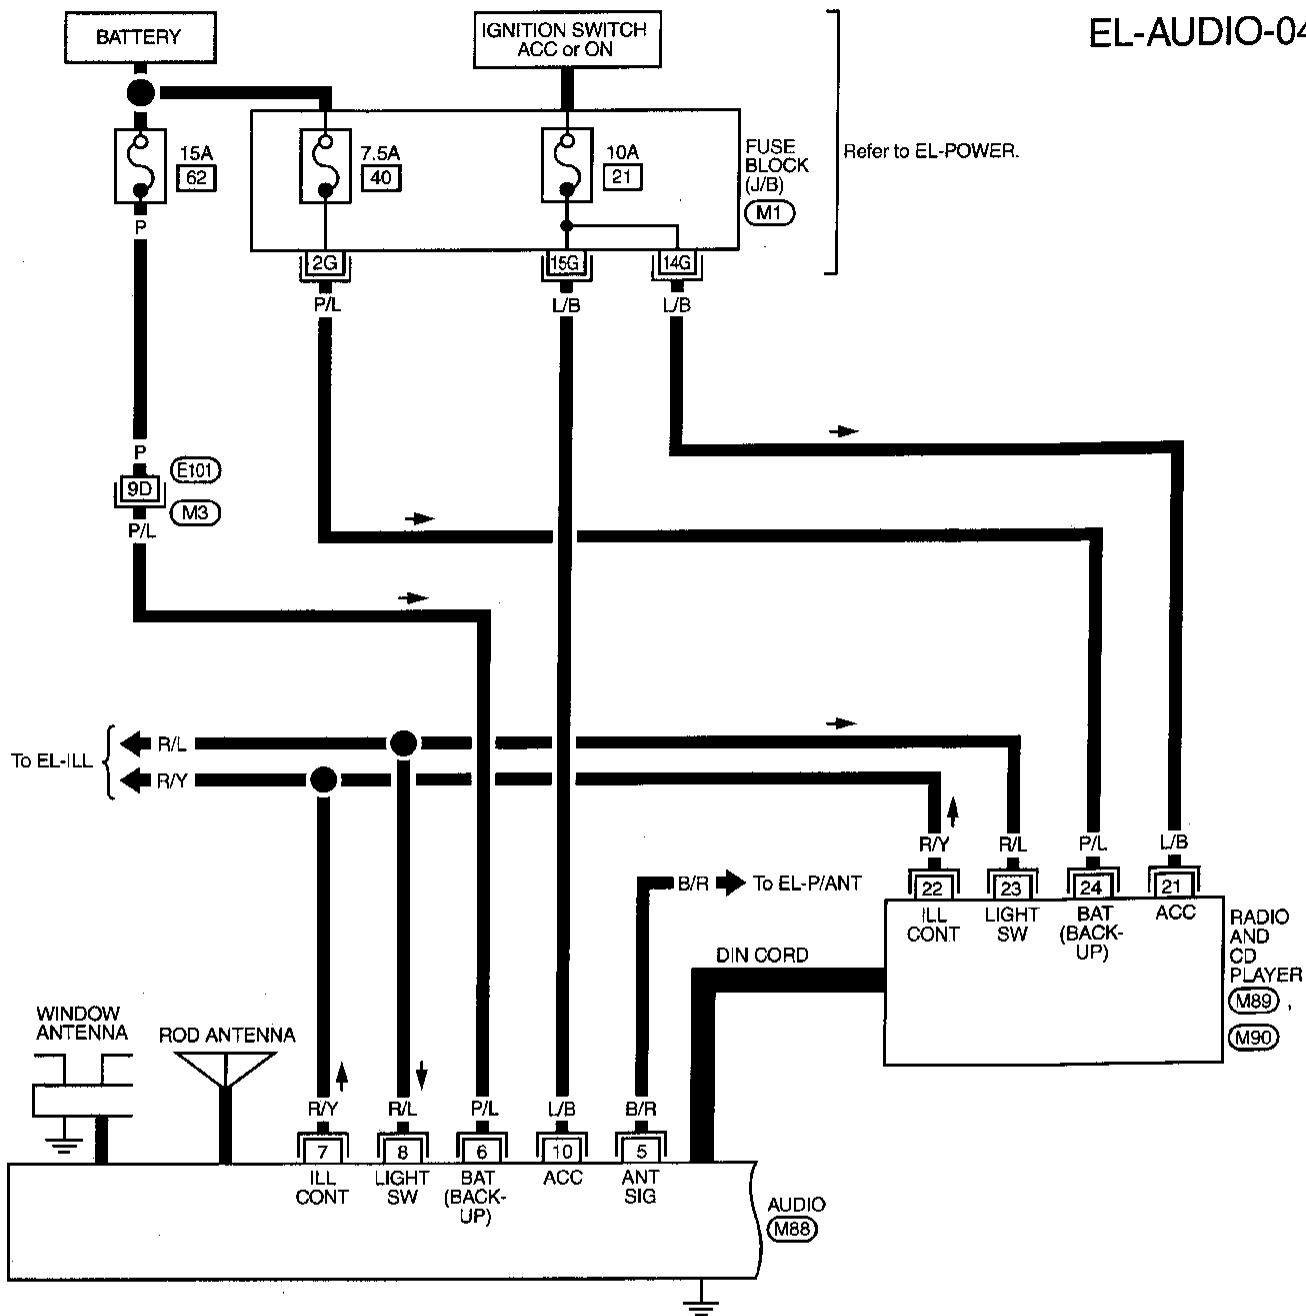 EL-AUDIO-04
BATTERY
IGNITION SWITCH
ACC or ON
15A
62
7.5A
40
10A
21
FUSE
BLOCK
(J/B)
M1
Refer to EL-POWER.
P
2G
15G
14G
P/L
L/B
L/B
P
E101
9D
M3
P/L
To EL-ILL
R/L
R/Y
R/Y
R/L
P/L
L/B
B/R
To EL-P/ANT
22
23
24
21
ILL
CONT
LIGHT
SW
BAT
(BACK-
UP)
ACC
RADIO
AND
CD
PLAYER
M89 ,
M90
DIN CORD
WINDOW
ANTENNA
ROD ANTENNA
R/Y
R/L
P/L
L/B
B/R
7
8
6
10
5
ILL
CONT
LIGHT
SW
BAT
(BACK-
UP)
ACC
ANT
SIG
AUDIO
M88